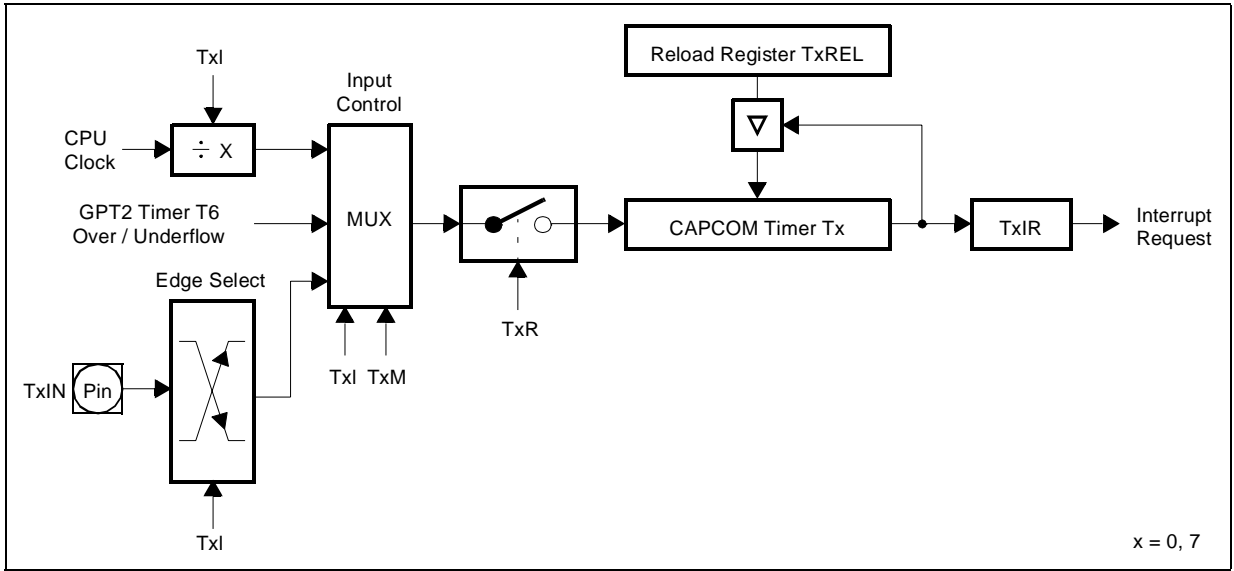 Reload Register TxREL
TxI
Input
Control
CPU
Clock
÷ X
GPT2 Timer T6
Over / Underflow
MUX
CAPCOM Timer Tx
TxIR
Interrupt
Request
Edge Select
TxR
TxI TxM
TxIN
Pin
TxI
x = 0, 7